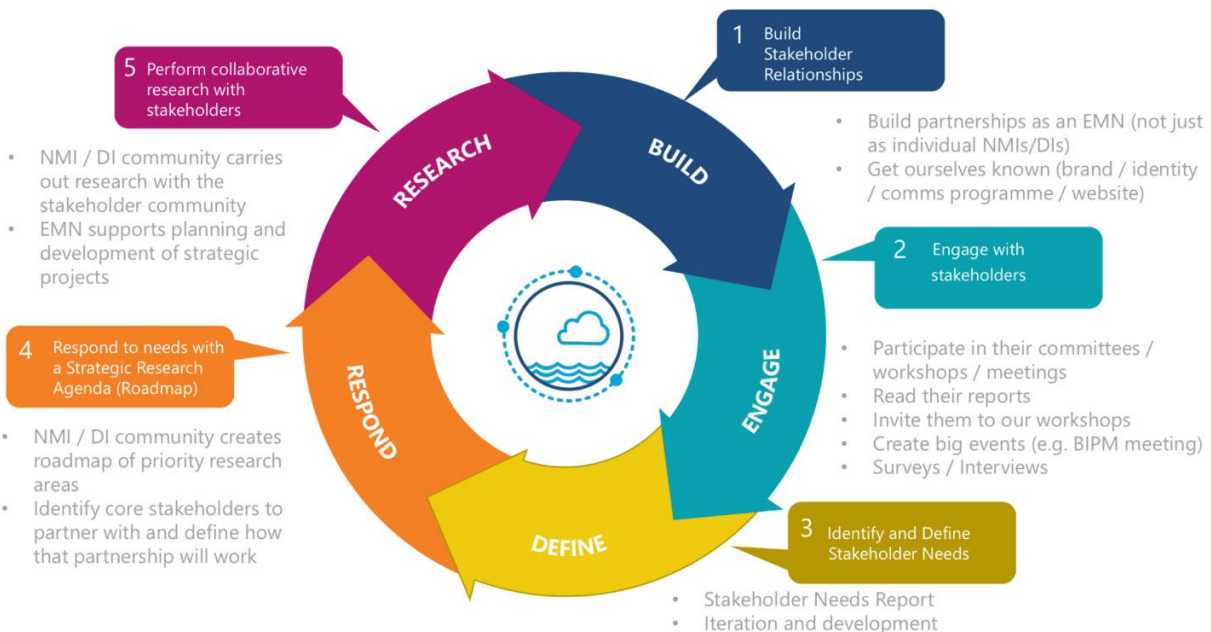 1 Build
Stakeholder
Relationships
• Build partnerships as an EMN (not just
as individual NMIs/DIs)
• Get ourselves known (brand / identity
/ comms programme / website)
BUILD
2 Engage with
stakeholders
• Participate in their committees /
workshops / meetings
• Read their reports
• Invite them to our workshops
• Create big events (e.g. BIPM meeting)
• Surveys / Interviews
ENGAGE
3 Identify and Define
Stakeholder Needs
• Stakeholder Needs Report
• Iteration and development
DEFINE
4 Respond to needs with
a Strategic Research
Agenda (Roadmap)
• NMI / DI community creates
roadmap of priority research
areas
• Identify core stakeholders to
partner with and define how
that partnership will work
RESPOND
5 Perform collaborative
research with
stakeholders
• NMI / DI community carries
out research with the
stakeholder community
• EMN supports planning and
development of strategic
projects
RESEARCH